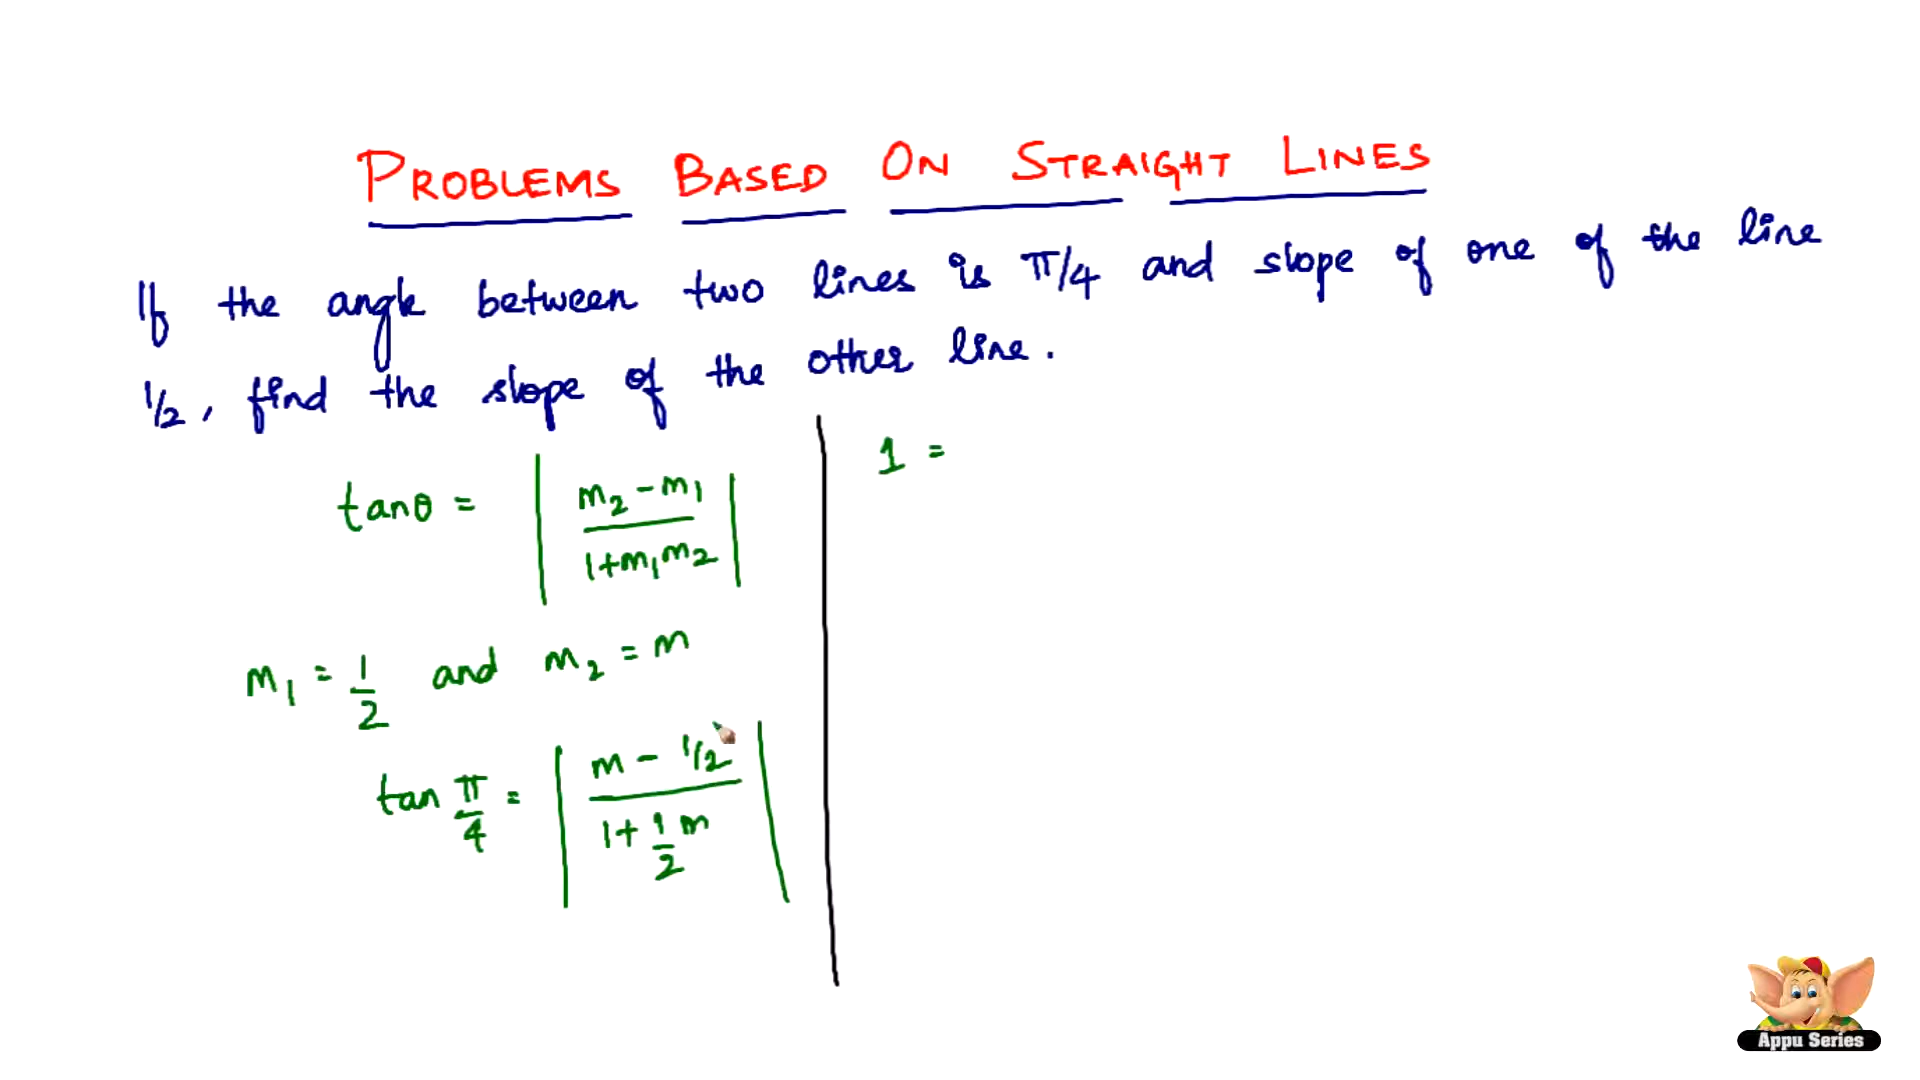 PROBLEMS BASED ON STRAIGHT LINES
If the angle between two lines is π/4 and slope of one of the line
1/2, find the slope of the other line.
tanθ = | (m₂ - m₁) / (1 + m₁m₂) |
m₁ = 1/2 and m₂ = m
tan π/4 = | (m - 1/2) / (1 + 1/2 m) |
1 =
Appu Series